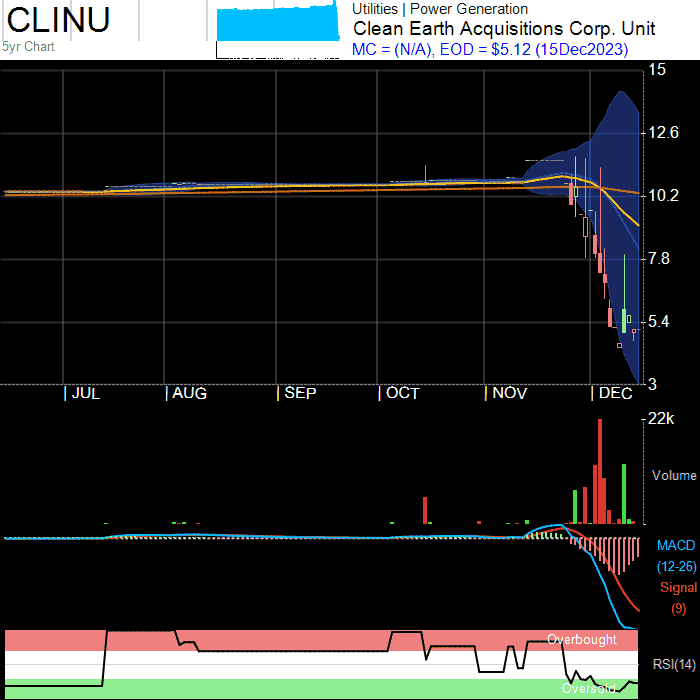 CLINU
5yr Chart
Utilities | Power Generation
Clean Earth Acquisitions Corp. Unit
MC = (N/A), EOD = $5.12 (15Dec2023)
15
12.6
10.2
7.8
5.4
3
| JUL | AUG | SEP | OCT | NOV | DEC
22k
Volume
MACD
(12-26)
Signal
(9)
Overbought
RSI(14)
Oversold